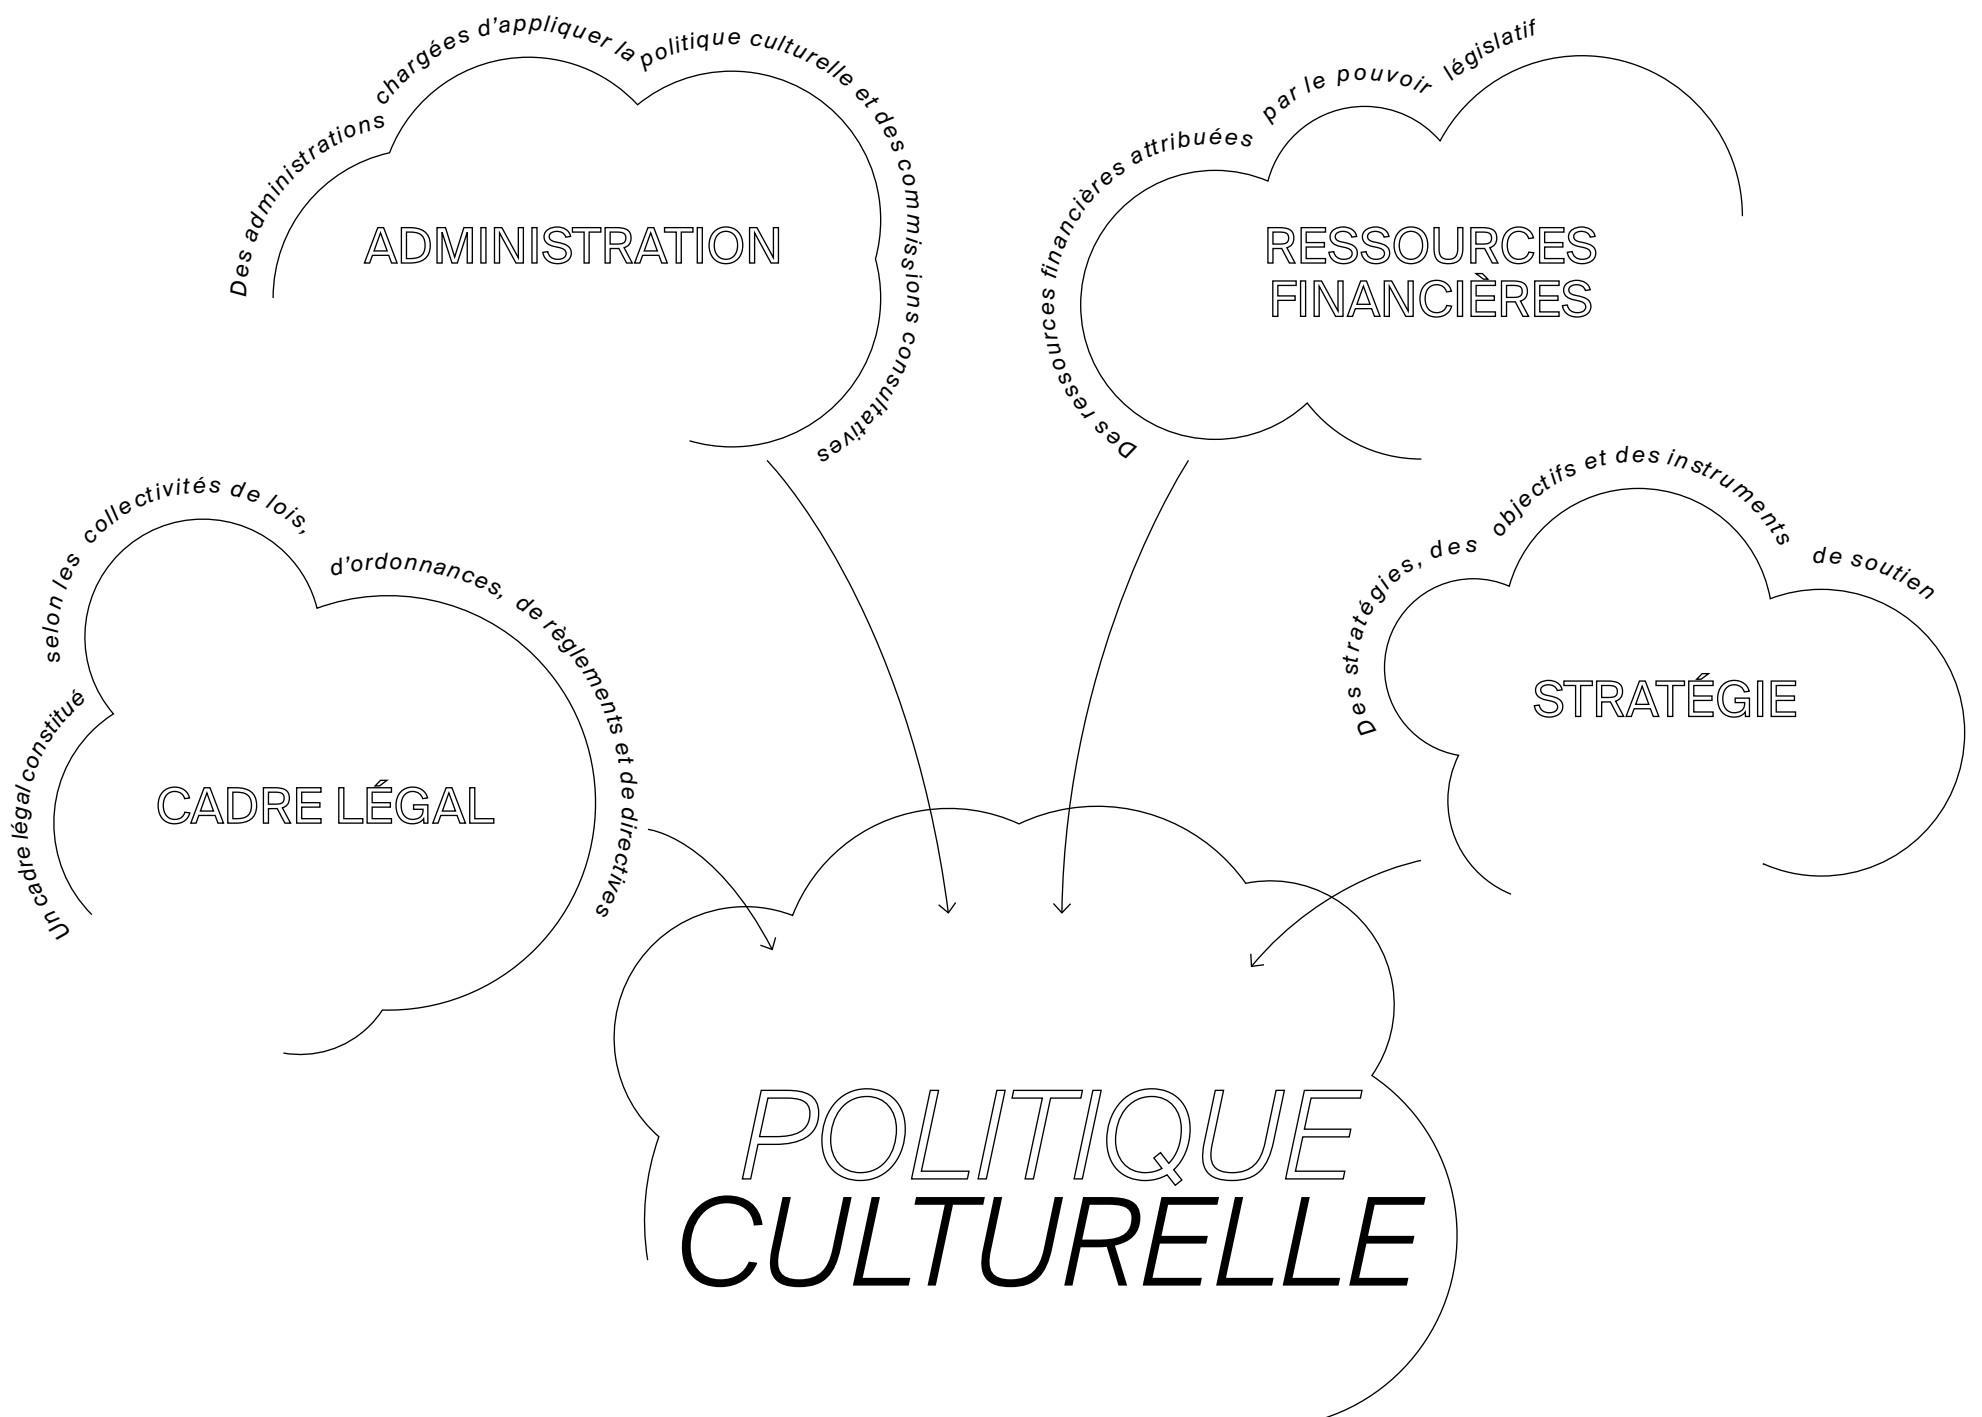 Des administrations chargées d’appliquer la politique culturelle et des commissions consultatives
ADMINISTRATION
Des ressources financières attribuées par le pouvoir législatif
RESSOURCES
FINANCIÈRES
Un cadre légal constitué selon les collectivités de lois, d’ordonnances, de règlements et de directives
CADRE LÉGAL
Des stratégies, des objectifs et des instruments de soutien
STRATÉGIE
POLITIQUE
CULTURELLE